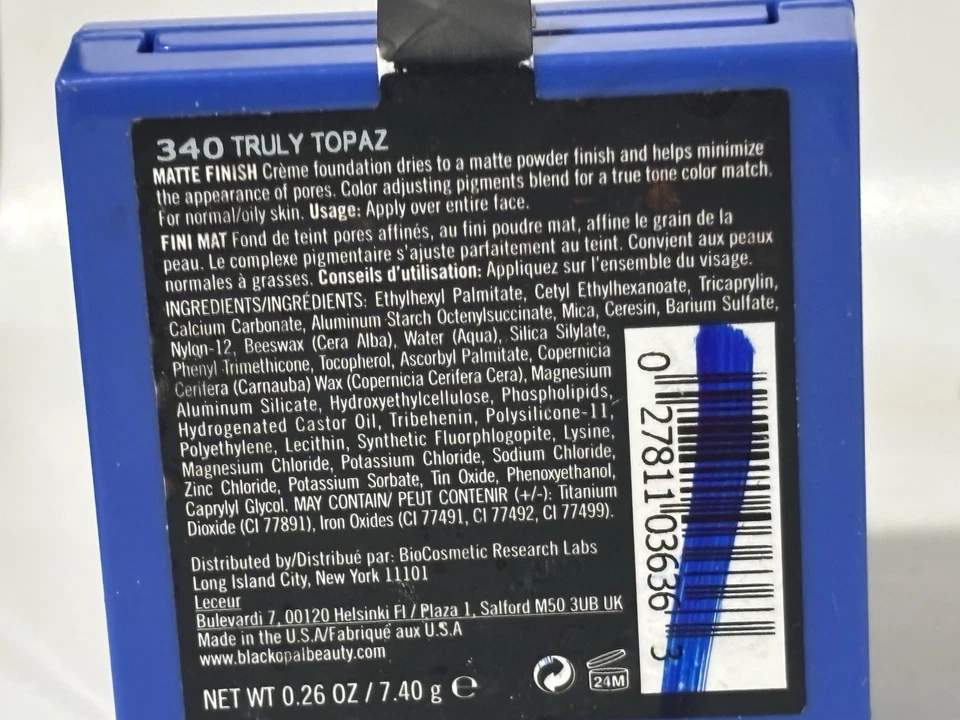 340 TRULY TOPAZ
MATTE FINISH Crème foundation dries to a matte powder finish and helps minimize
the appearance of pores. Color adjusting pigments blend for a true tone color match.
For normal/oily skin. Usage: Apply over entire face.
FINI MAT Fond de teint pores affinés, au fini poudre mat, affine le grain de la
peau. Le complexe pigmentaire s'ajuste parfaitement au teint. Convient aux peaux
normales à grasses. Conseils d'utilisation: Appliquez sur l'ensemble du visage.
INGREDIENTS/INGRÉDIENTS: Ethylhexyl Palmitate, Cetyl Ethylhexanoate, Tricaprylin,
Calcium Carbonate, Aluminum Starch Octenylsuccinate, Mica, Ceresin, Barium Sulfate,
Nylon-12, Beeswax (Cera Alba), Water (Aqua), Silica Silylate,
Phenyl Trimethicone, Tocopherol, Ascorbyl Palmitate, Copernicia
Cerifera (Carnauba) Wax (Copernicia Cerifera Cera), Magnesium
Aluminum Silicate, Hydroxyethylcellulose, Phospholipids,
Hydrogenated Castor Oil, Tribehenin, Polysilicone-11,
Polyethylene, Lecithin, Synthetic Fluorphlogopite, Lysine,
Magnesium Chloride, Potassium Chloride, Sodium Chloride,
Zinc Chloride, Potassium Sorbate, Tin Oxide, Phenoxyethanol,
Caprylyl Glycol. MAY CONTAIN/ PEUT CONTENIR (+/-): Titanium
Dioxide (CI 77891), Iron Oxides (CI 77491, CI 77492, CI 77499).
Distributed by/Distribué par: BioCosmetic Research Labs
Long Island City, New York 11101
Leceur
Bulevardi 7, 00120 Helsinki FI / Plaza 1, Salford M50 3UB UK
Made in the U.S.A/Fabriqué aux U.S.A
www.blackopalbeauty.com
NET WT 0.26 OZ / 7.40 g e
24M
0 27811 03636 3